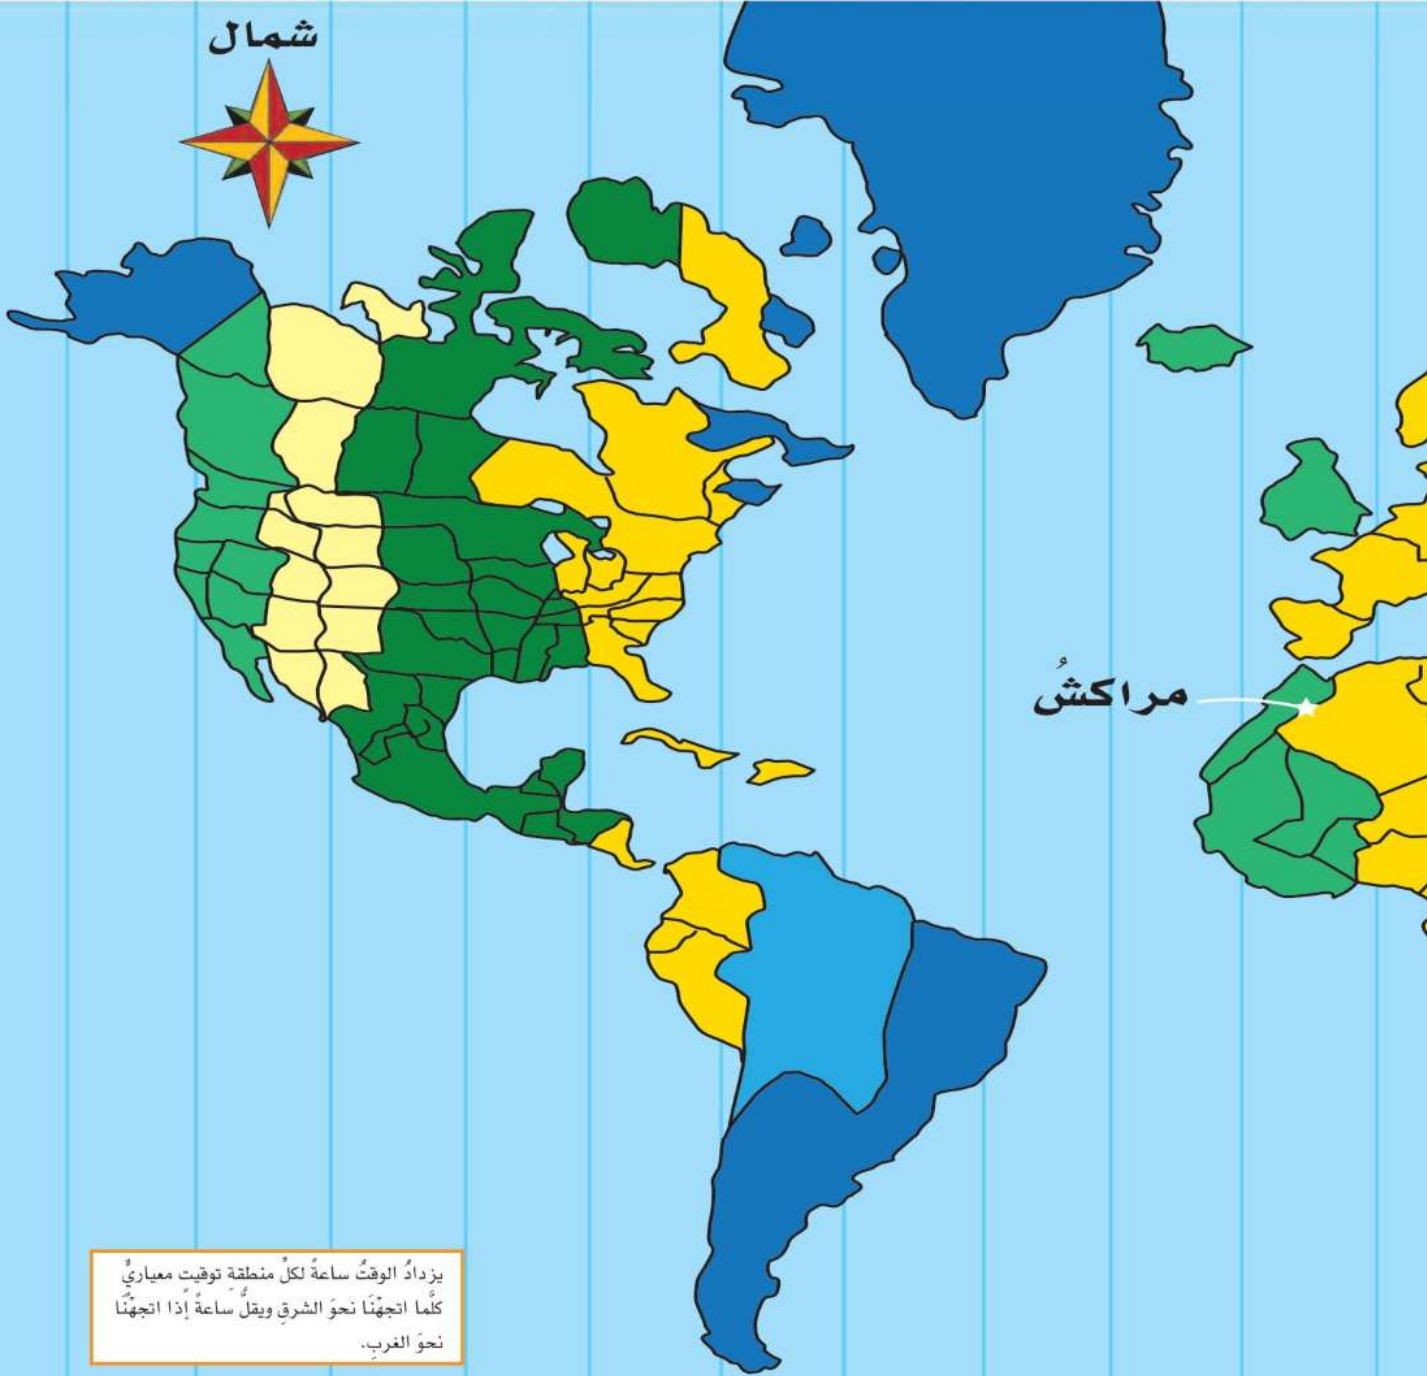 شمال
مراكشُ
يزدادُ الوقتُ ساعةً لكلِّ منطقةِ توقيتٍ معياريٍّ
كلَّما اتجهْنَا نحوَ الشرقِ ويقلُّ ساعةً إذا اتجهْنَا
نحوَ الغربِ.